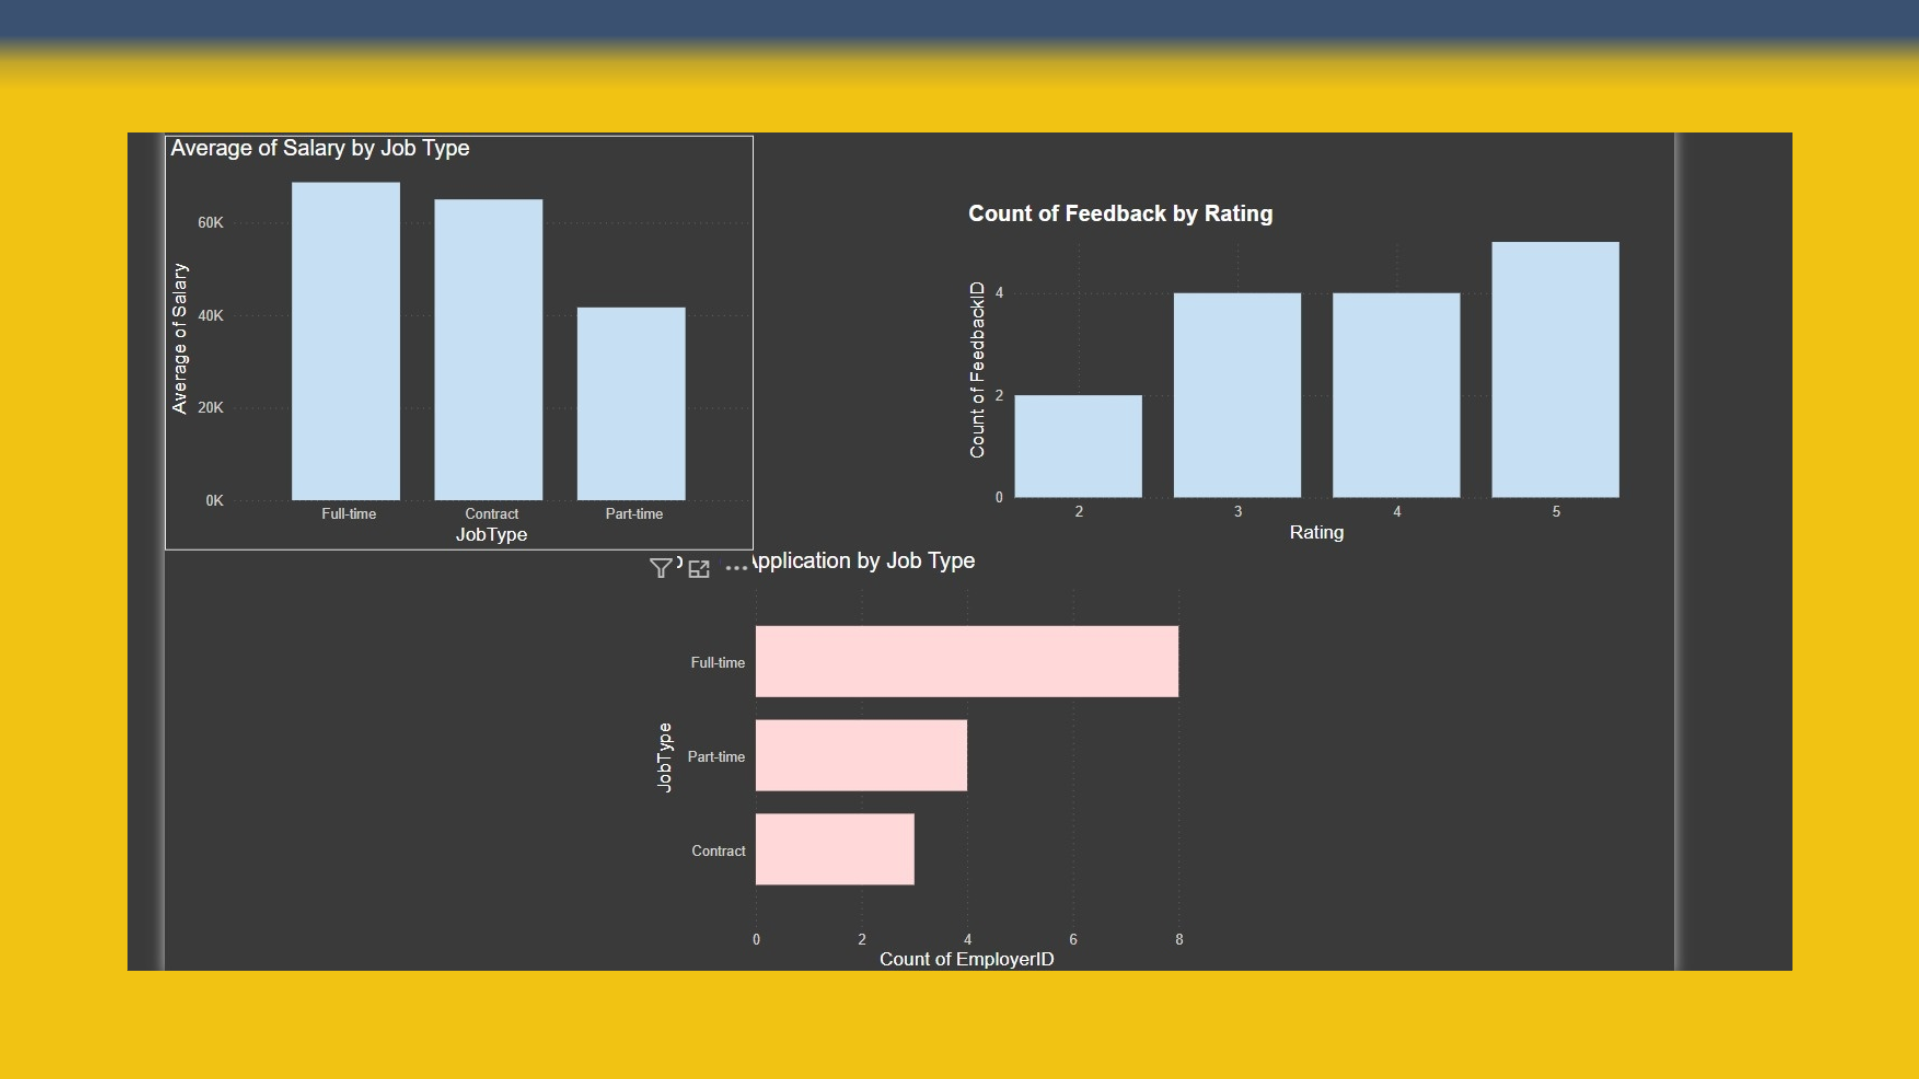 Average of Salary by Job Type
60K
40K
20K
0K
Average of Salary
Full-time Contract Part-time
JobType
Count of Feedback by Rating
4
2
0
Count of FeedbackID
2 3 4 5
Rating
Application by Job Type
Full-time
Part-time
Contract
JobType
0 2 4 6 8
Count of EmployerID